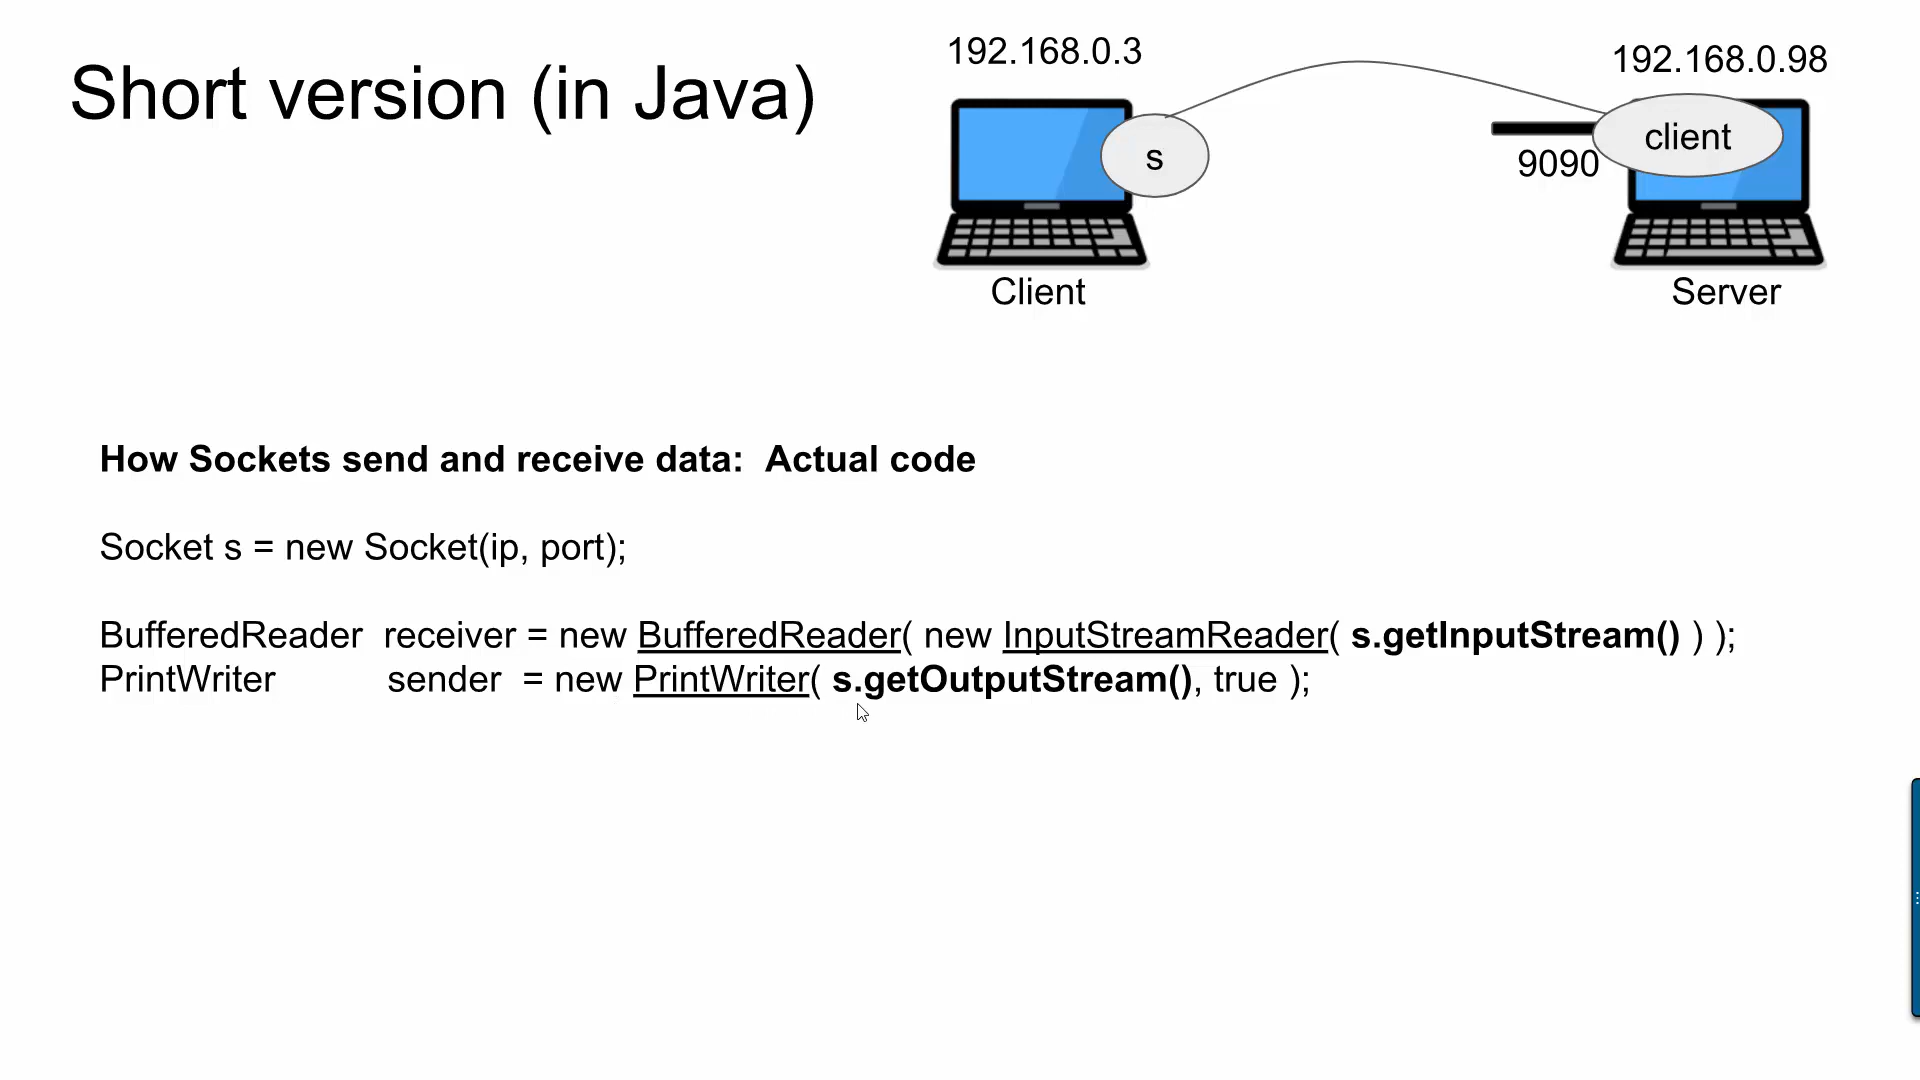 Short version (in Java)
192.168.0.3
192.168.0.98
s
client
9090
Client
Server
How Sockets send and receive data:  Actual code
Socket s = new Socket(ip, port);
BufferedReader  receiver = new BufferedReader( new InputStreamReader( s.getInputStream() ) );
PrintWriter           sender  = new PrintWriter( s.getOutputStream(), true );